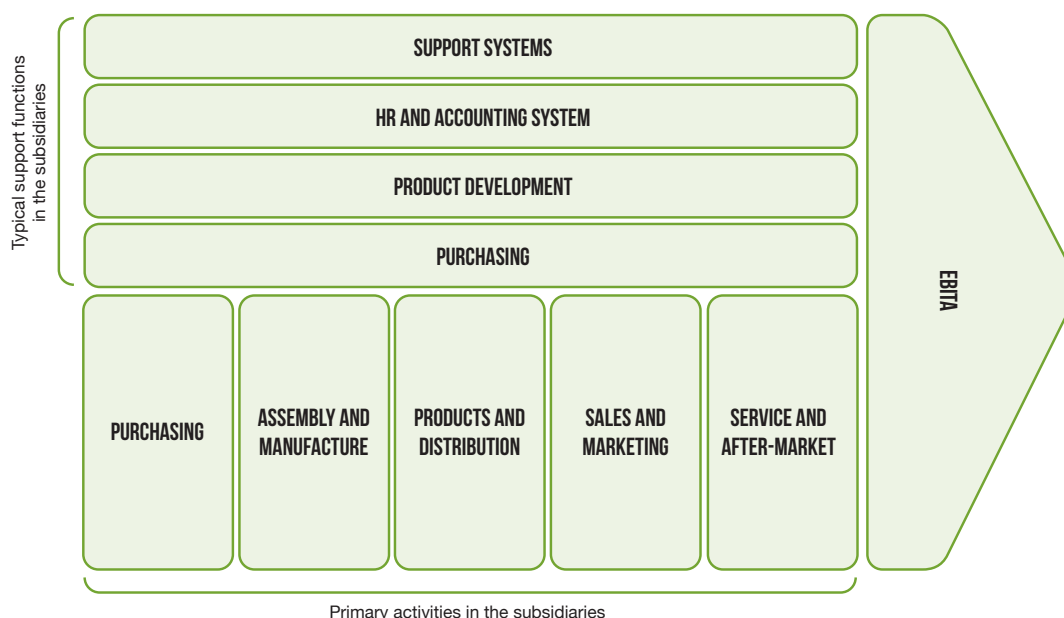 Typical support functions
in the subsidiaries
SUPPORT SYSTEMS
HR AND ACCOUNTING SYSTEM
PRODUCT DEVELOPMENT
PURCHASING
PURCHASING
ASSEMBLY AND
MANUFACTURE
PRODUCTS AND
DISTRIBUTION
SALES AND
MARKETING
SERVICE AND
AFTER-MARKET
EBITA
Primary activities in the subsidiaries